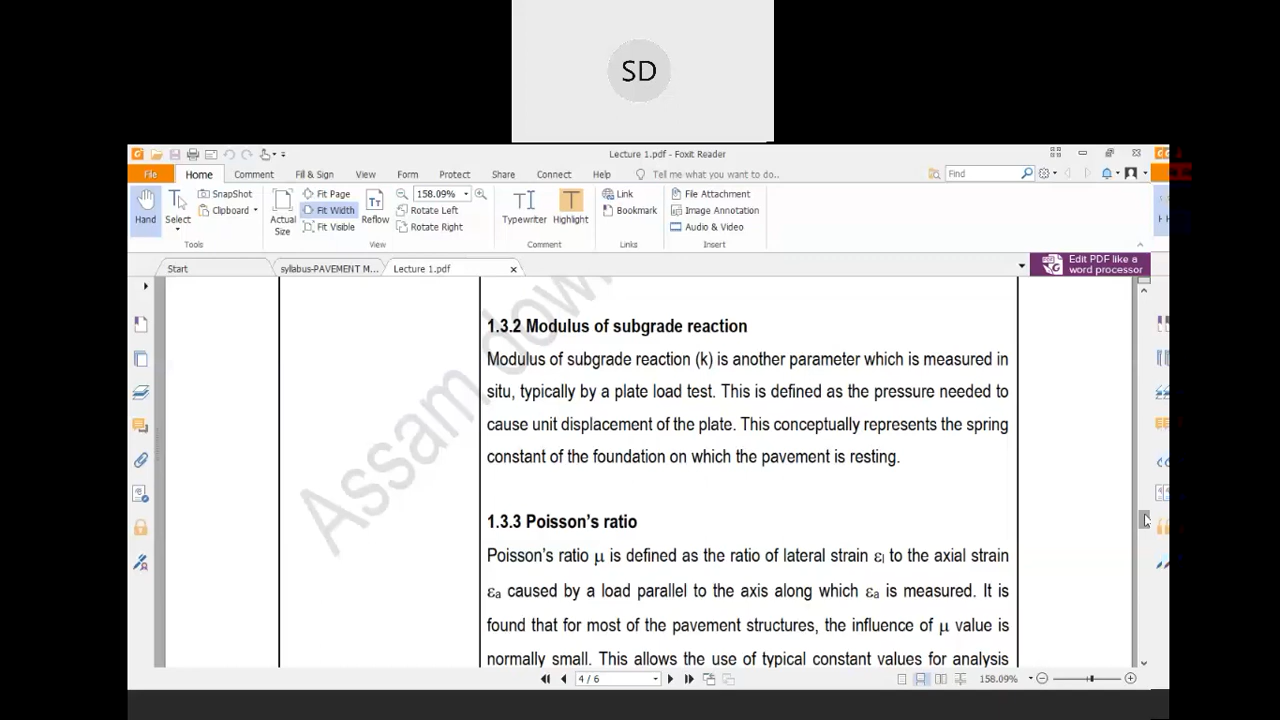 SD
Lecture 1.pdf - Foxit Reader
File Home Comment Fill & Sign View Form Protect Share Connect Help Tell me what you want to do.. Find
Hand
Select
SnapShot
Clipboard
Actual
Size
Fit Page
Fit Width
Fit Visible
Reflow
158.09%
Rotate Left
Rotate Right
Typewriter
Highlight
Link
Bookmark
File Attachment
Image Annotation
Audio & Video
Tools View Comment Links Insert
Start syllabus-PAVEMENT M... Lecture 1.pdf
Edit PDF like a
word processor
Assam down
1.3.2 Modulus of subgrade reaction
Modulus of subgrade reaction (k) is another parameter which is measured in
situ, typically by a plate load test. This is defined as the pressure needed to
cause unit displacement of the plate. This conceptually represents the spring
constant of the foundation on which the pavement is resting.
1.3.3 Poisson's ratio
Poisson's ratio μ is defined as the ratio of lateral strain εl to the axial strain
εa caused by a load parallel to the axis along which εa is measured. It is
found that for most of the pavement structures, the influence of μ value is
normally small. This allows the use of typical constant values for analysis
4 / 6
158.09%